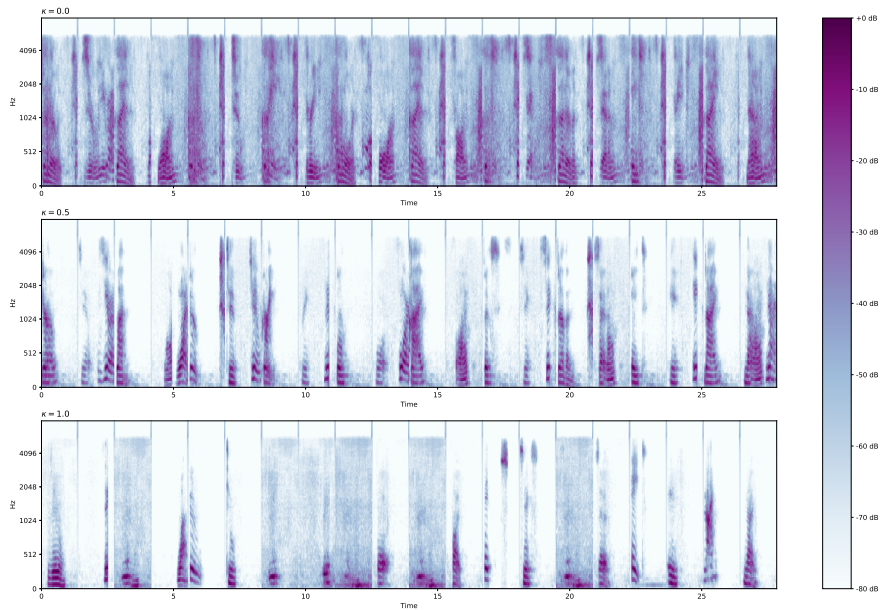 κ = 0.0
4096
2048
1024
512
0
Hz
0 5 10 15 20 25
Time
κ = 0.5
4096
2048
1024
512
0
Hz
0 5 10 15 20 25
Time
κ = 1.0
4096
2048
1024
512
0
Hz
0 5 10 15 20 25
Time
+0 dB
-10 dB
-20 dB
-30 dB
-40 dB
-50 dB
-60 dB
-70 dB
-80 dB